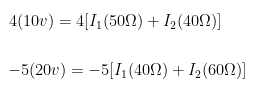 4(10v) = 4[I₁(50Ω) + I₂(40Ω)]
−5(20v) = −5[I₁(40Ω) + I₂(60Ω)]